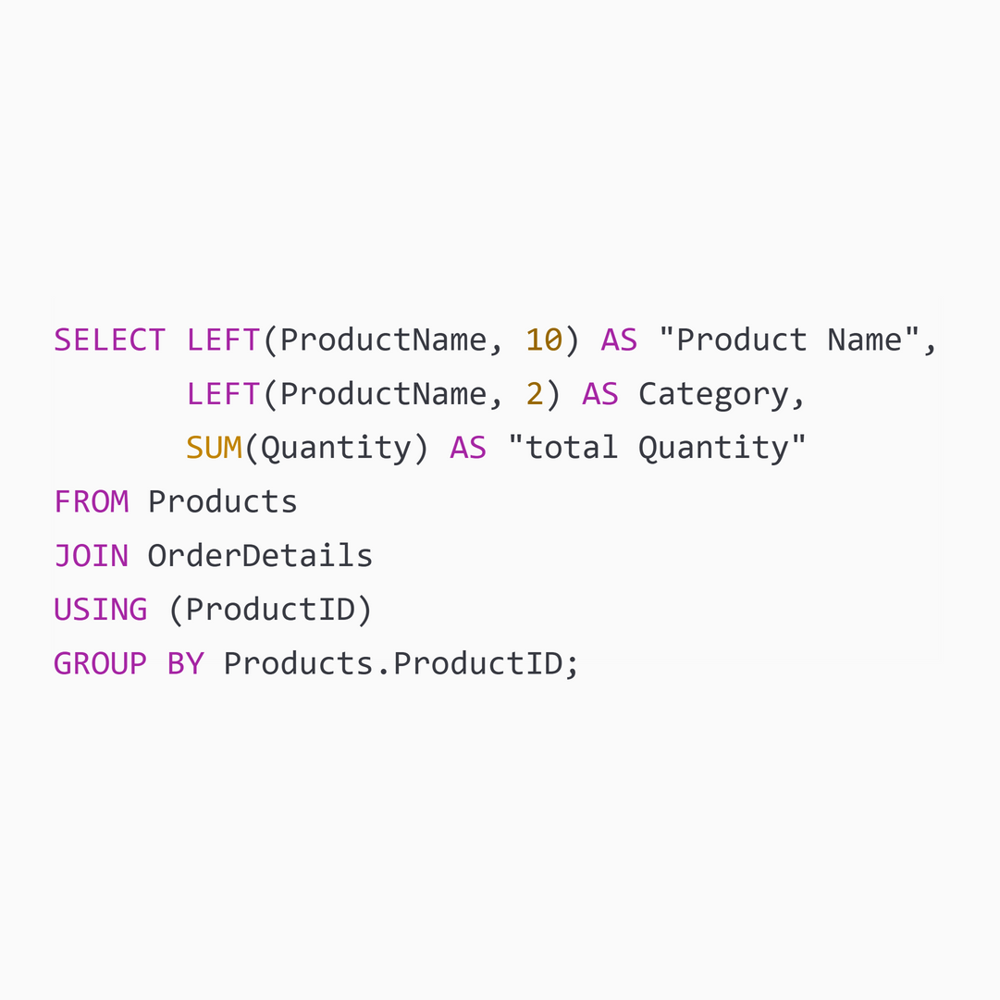 SELECT LEFT(ProductName, 10) AS "Product Name",
       LEFT(ProductName, 2) AS Category,
       SUM(Quantity) AS "total Quantity"
FROM Products
JOIN OrderDetails
USING (ProductID)
GROUP BY Products.ProductID;